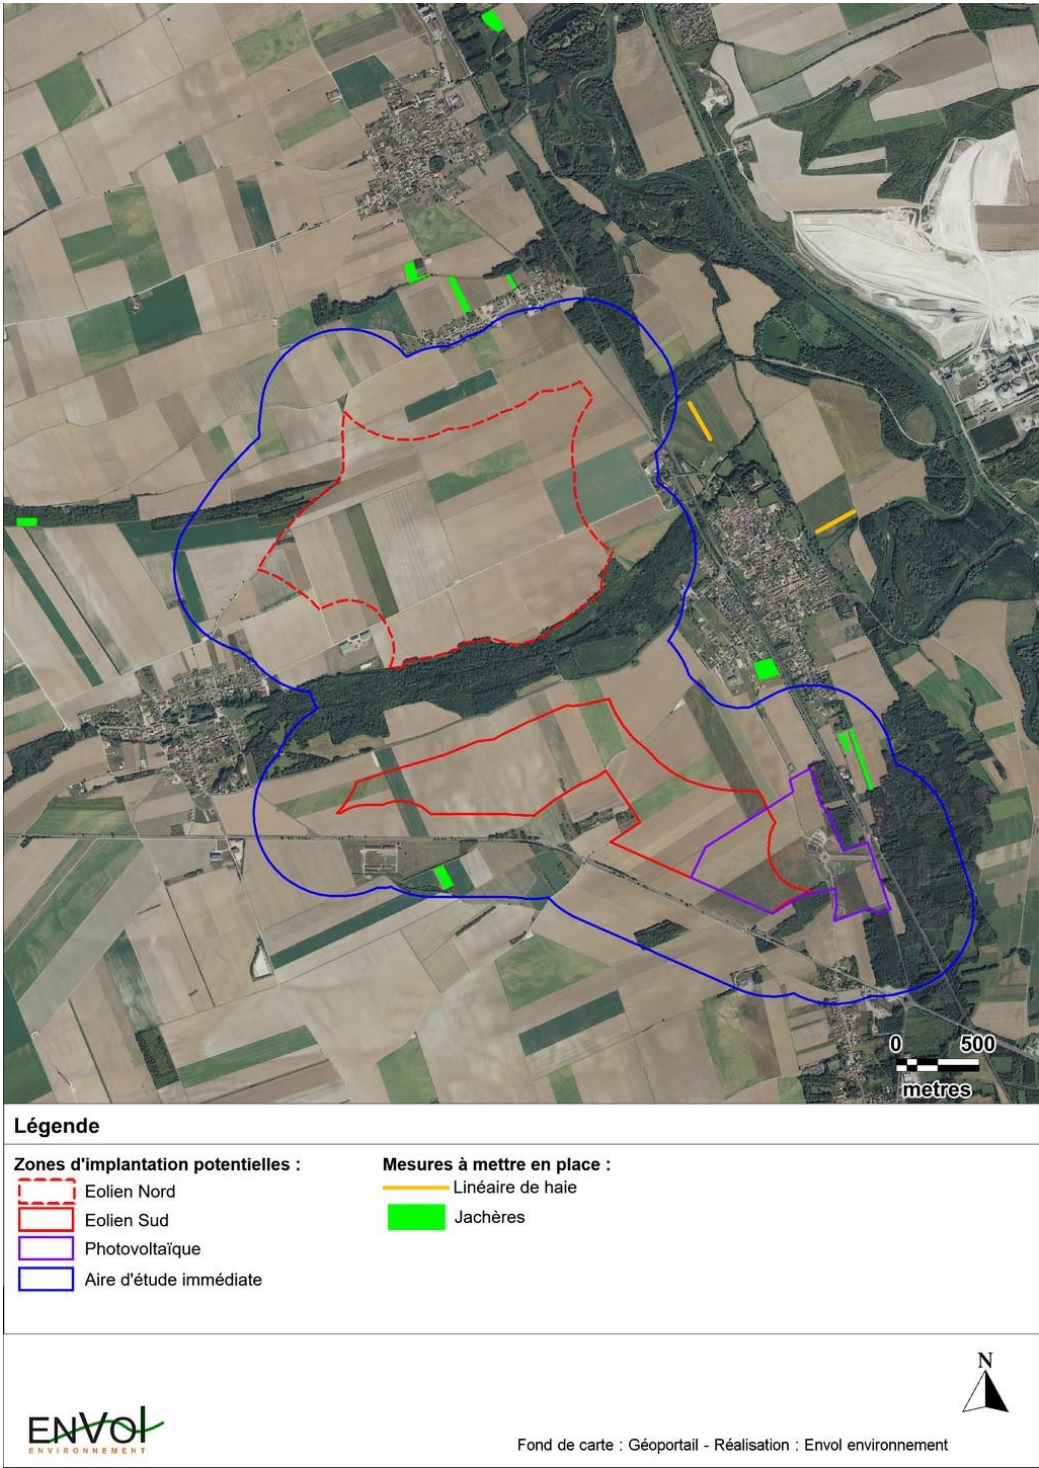 0 500
metres
Légende
Zones d'implantation potentielles :
Eolien Nord
Eolien Sud
Photovoltaïque
Aire d'étude immédiate
Mesures à mettre en place :
Linéaire de haie
Jachères
N
ENVOl
ENVIRONNEMENT
Fond de carte : Géoportail - Réalisation : Envol environnement